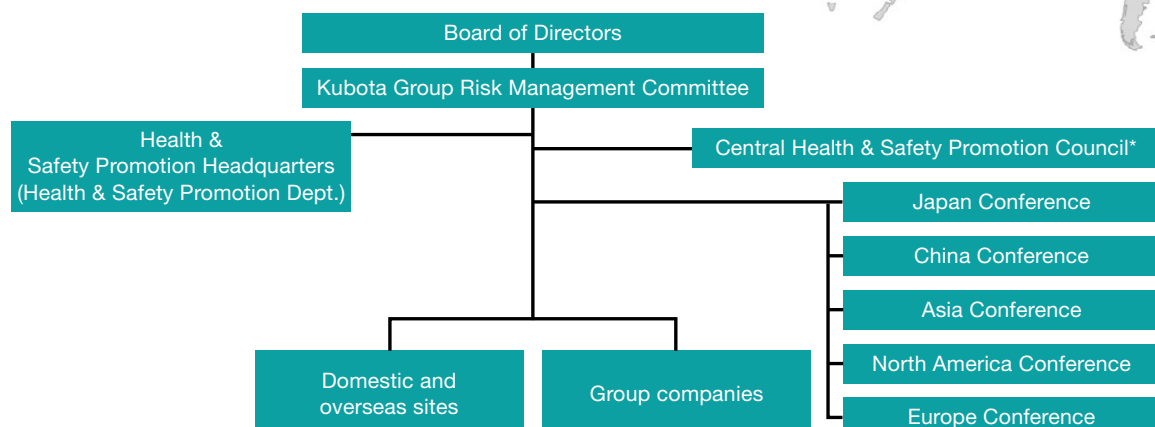 Board of Directors
Kubota Group Risk Management Committee
Health &
Safety Promotion Headquarters
(Health & Safety Promotion Dept.)
Central Health & Safety Promotion Council*
Japan Conference
China Conference
Asia Conference
North America Conference
Europe Conference
Domestic and
overseas sites
Group companies